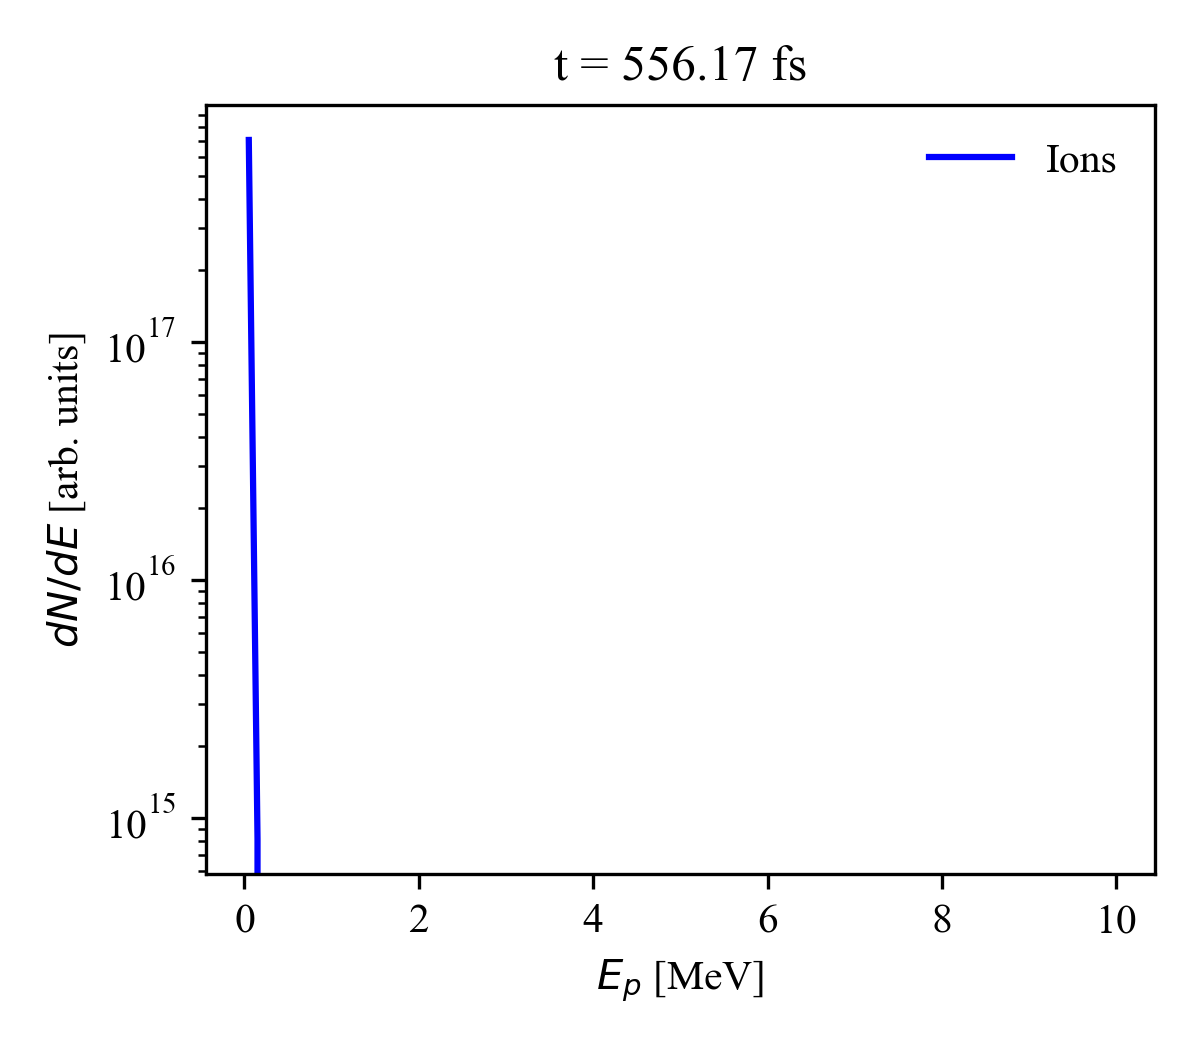 t = 556.17 fs
Ions
dN/dE [arb. units]
10^17
10^16
10^15
0 2 4 6 8 10
E_p [MeV]